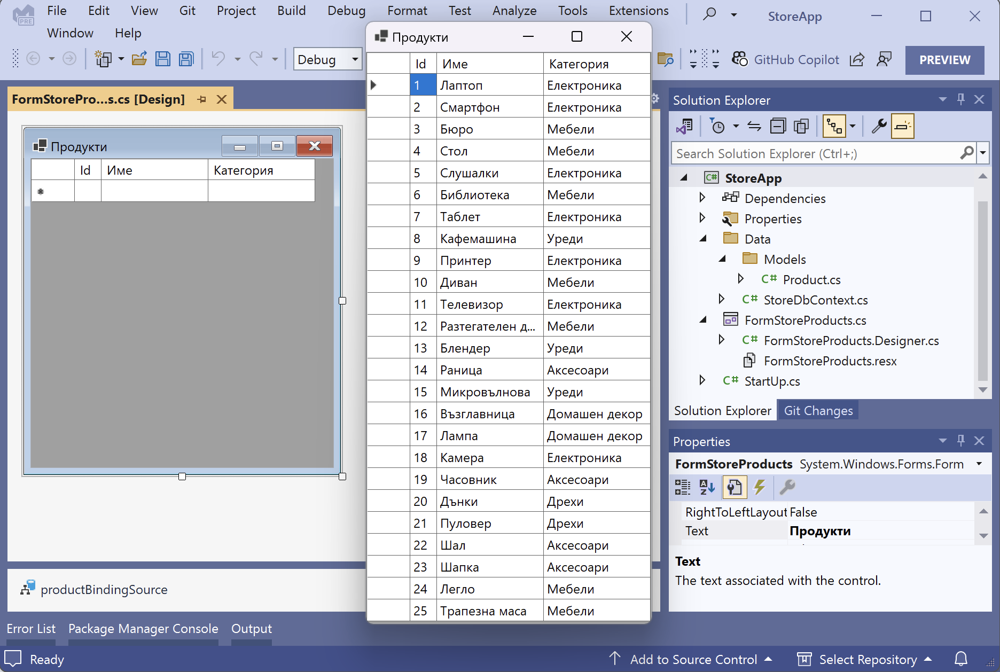 File Edit View Git Project Build Debug Format Test Analyze Tools Extensions
Window Help
StoreApp
PRE
Debug
GitHub Copilot
PREVIEW
FormStorePro...s.cs [Design]
Продукти
Id Име Категория
productBindingSource
Продукти
Id Име Категория
1 Лаптоп Електроника
2 Смартфон Електроника
3 Бюро Мебели
4 Стол Мебели
5 Слушалки Електроника
6 Библиотека Мебели
7 Таблет Електроника
8 Кафемашина Уреди
9 Принтер Електроника
10 Диван Мебели
11 Телевизор Електроника
12 Разтегателен д... Мебели
13 Блендер Уреди
14 Раница Аксесоари
15 Микровълнова Уреди
16 Възглавница Домашен декор
17 Лампа Домашен декор
18 Камера Електроника
19 Часовник Аксесоари
20 Дънки Дрехи
21 Пуловер Дрехи
22 Шал Аксесоари
23 Шапка Аксесоари
24 Легло Мебели
25 Трапезна маса Мебели
Solution Explorer
Search Solution Explorer (Ctrl+;)
C# StoreApp
Dependencies
Properties
Data
Models
C# Product.cs
C# StoreDbContext.cs
FormStoreProducts.cs
C# FormStoreProducts.Designer.cs
FormStoreProducts.resx
C# StartUp.cs
Solution Explorer Git Changes
Properties
FormStoreProducts System.Windows.Forms.Form
RightToLeftLayout False
Text Продукти
Text
The text associated with the control.
Error List Package Manager Console Output
Ready
Add to Source Control Select Repository